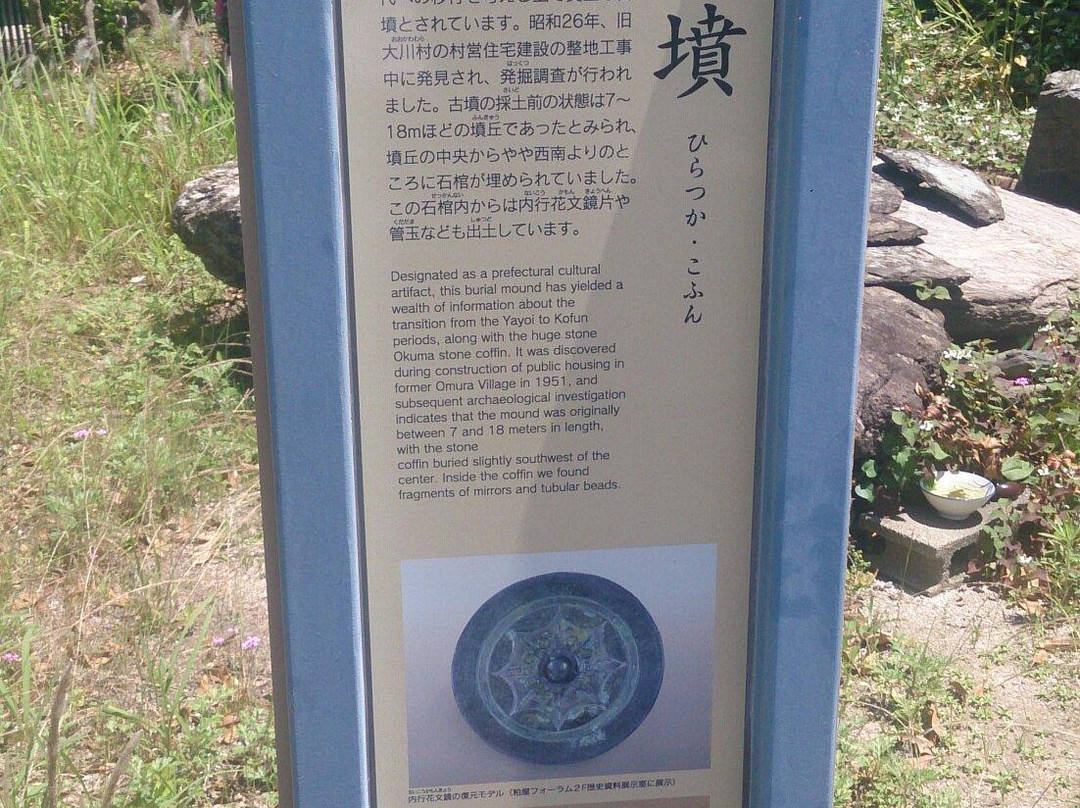 墳
ひらつか・こふん
墳とされています。昭和26年、旧
大川村の村営住宅建設の整地工事
中に発見され、発掘調査が行われ
ました。古墳の採土前の状態は7～
18mほどの墳丘であったとみられ、
墳丘の中央からやや西南よりのと
ころに石棺が埋められていました。
この石棺内からは内行花文鏡片や
管玉なども出土しています。
Designated as a prefectural cultural
artifact, this burial mound has yielded a
wealth of information about the
transition from the Yayoi to Kofun
periods, along with the huge stone
Okuma stone coffin. It was discovered
during construction of public housing in
former Omura Village in 1951, and
subsequent archaeological investigation
indicates that the mound was originally
between 7 and 18 meters in length,
with the stone
coffin buried slightly southwest of the
center. Inside the coffin we found
fragments of mirrors and tubular beads.
内行花文鏡の復元モデル（粕屋フォーラム2F歴史資料展示室に展示）